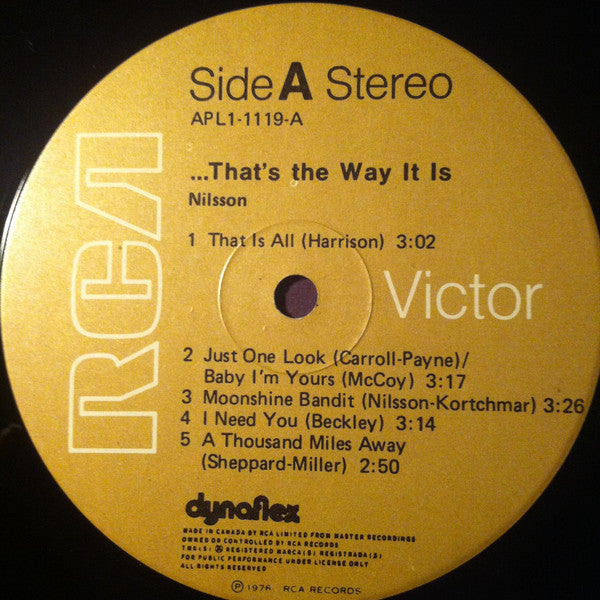 Side A Stereo
APL1-1119-A
...That's the Way It Is
Nilsson
1 That Is All (Harrison) 3:02
RCA
Victor
2 Just One Look (Carroll-Payne)/
Baby I'm Yours (McCoy) 3:17
3 Moonshine Bandit (Nilsson-Kortchmar) 3:26
4 I Need You (Beckley) 3:14
5 A Thousand Miles Away
(Sheppard-Miller) 2:50
dynaflex
MADE IN CANADA BY RCA LIMITED FROM MASTER RECORDINGS
OWNED OR CONTROLLED BY RCA RECORDS
TMK(S) ® REGISTERED MARCA(S) REGISTRADA(S)
FOR PUBLIC PERFORMANCE UNDER LICENSE ONLY
ALL RIGHTS RESERVED
℗ 1976 RCA RECORDS